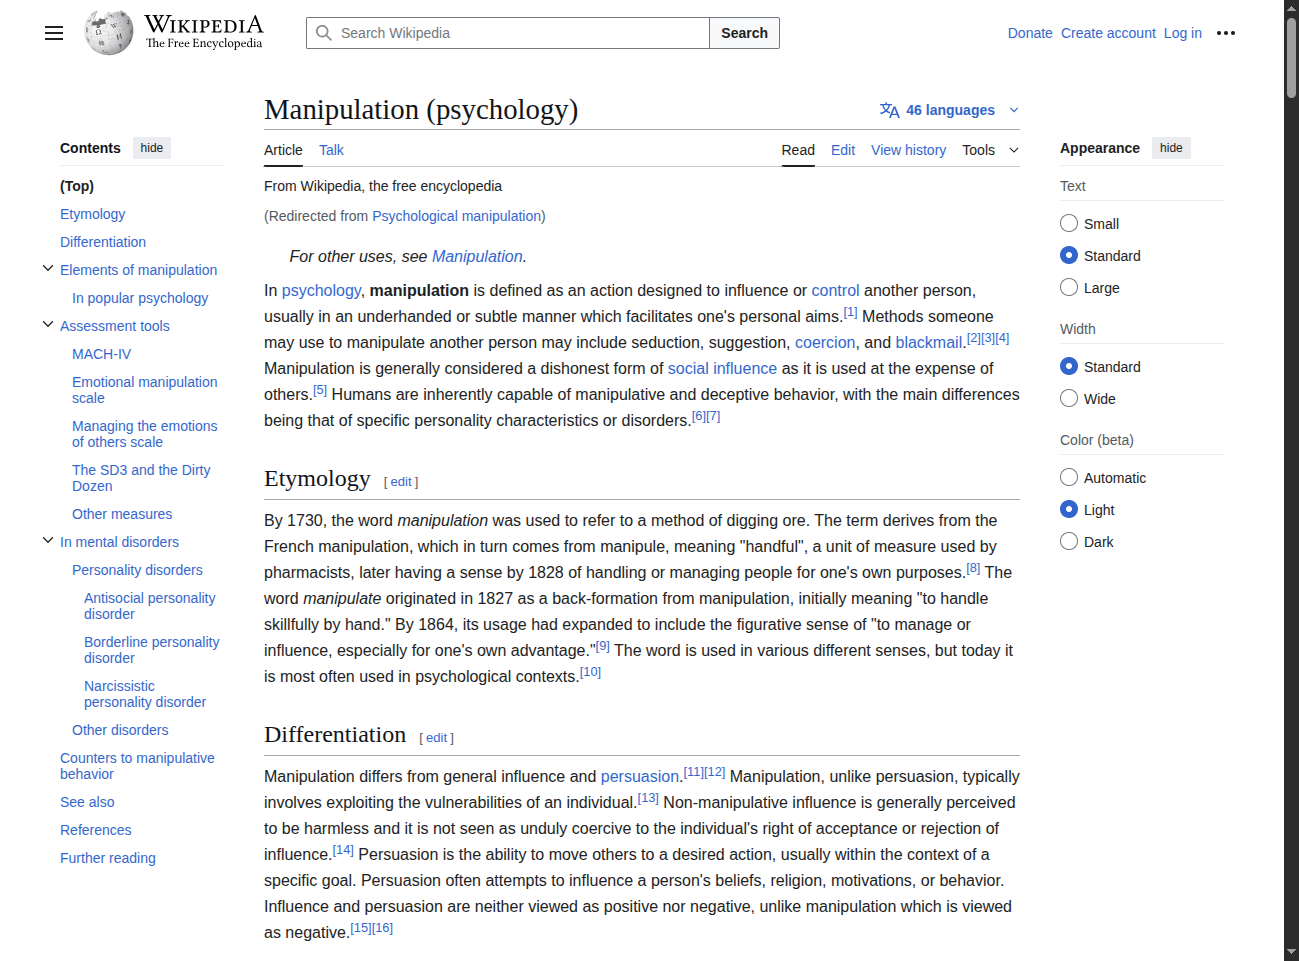 WIKIPEDIA
The Free Encyclopedia
Search Wikipedia
Search
Donate Create account Log in
Manipulation (psychology)
46 languages
Contents hide
(Top)
Etymology
Differentiation
Elements of manipulation
In popular psychology
Assessment tools
MACH-IV
Emotional manipulation
scale
Managing the emotions
of others scale
The SD3 and the Dirty
Dozen
Other measures
In mental disorders
Personality disorders
Antisocial personality
disorder
Borderline personality
disorder
Narcissistic
personality disorder
Other disorders
Counters to manipulative
behavior
See also
References
Further reading
Article Talk
Read Edit View history Tools
From Wikipedia, the free encyclopedia
(Redirected from Psychological manipulation)
For other uses, see Manipulation.
In psychology, manipulation is defined as an action designed to influence or control another person,
usually in an underhanded or subtle manner which facilitates one's personal aims.[1] Methods someone
may use to manipulate another person may include seduction, suggestion, coercion, and blackmail.[2][3][4]
Manipulation is generally considered a dishonest form of social influence as it is used at the expense of
others.[5] Humans are inherently capable of manipulative and deceptive behavior, with the main differences
being that of specific personality characteristics or disorders.[6][7]
Etymology [ edit ]
By 1730, the word manipulation was used to refer to a method of digging ore. The term derives from the
French manipulation, which in turn comes from manipule, meaning "handful", a unit of measure used by
pharmacists, later having a sense by 1828 of handling or managing people for one's own purposes.[8] The
word manipulate originated in 1827 as a back-formation from manipulation, initially meaning "to handle
skillfully by hand." By 1864, its usage had expanded to include the figurative sense of "to manage or
influence, especially for one's own advantage."[9] The word is used in various different senses, but today it
is most often used in psychological contexts.[10]
Differentiation [ edit ]
Manipulation differs from general influence and persuasion.[11][12] Manipulation, unlike persuasion, typically
involves exploiting the vulnerabilities of an individual.[13] Non-manipulative influence is generally perceived
to be harmless and it is not seen as unduly coercive to the individual's right of acceptance or rejection of
influence.[14] Persuasion is the ability to move others to a desired action, usually within the context of a
specific goal. Persuasion often attempts to influence a person's beliefs, religion, motivations, or behavior.
Influence and persuasion are neither viewed as positive nor negative, unlike manipulation which is viewed
as negative.[15][16]
Appearance hide
Text
Small
Standard
Large
Width
Standard
Wide
Color (beta)
Automatic
Light
Dark